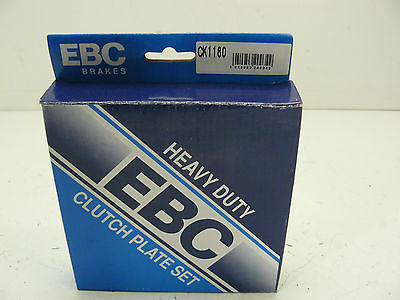 EBC
BRAKES
CK1180
HEAVY DUTY
EBC
CLUTCH PLATE SET